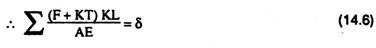 ∴ ∑ (F + KT) KL / AE = δ (14.6)